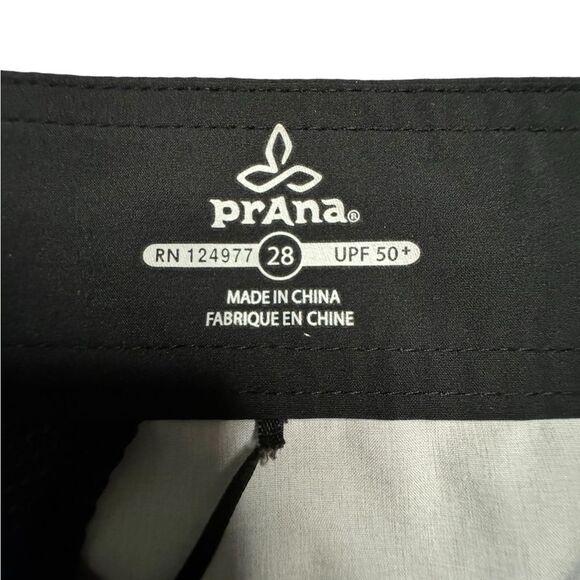 prAna®
RN 124977 28 UPF 50+
MADE IN CHINA
FABRIQUE EN CHINE